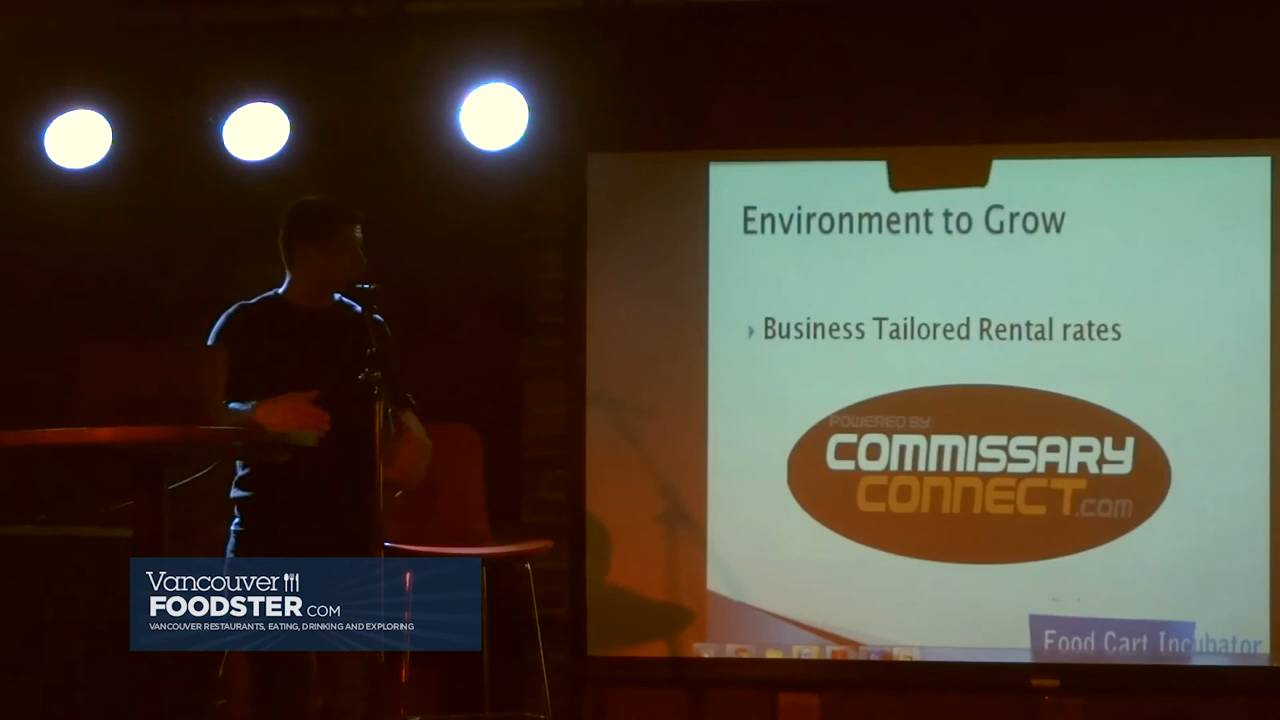 Environment to Grow
Business Tailored Rental rates
POWERED BY:
COMMISSARY
CONNECT.com
Food Cart Incubator
VANCOUVER
FOODSTER.COM
VANCOUVER RESTAURANTS, EATING, DRINKING AND EXPLORING